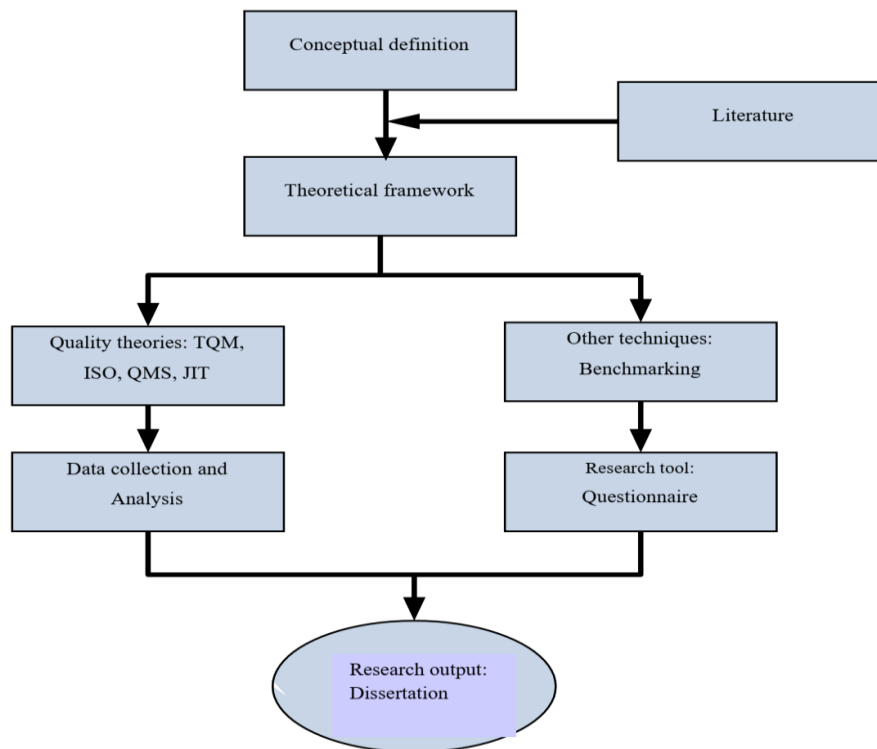 Conceptual definition
Literature
Theoretical framework
Quality theories: TQM,
ISO, QMS, JIT
Other techniques:
Benchmarking
Data collection and
Analysis
Research tool:
Questionnaire
Research output:
Dissertation